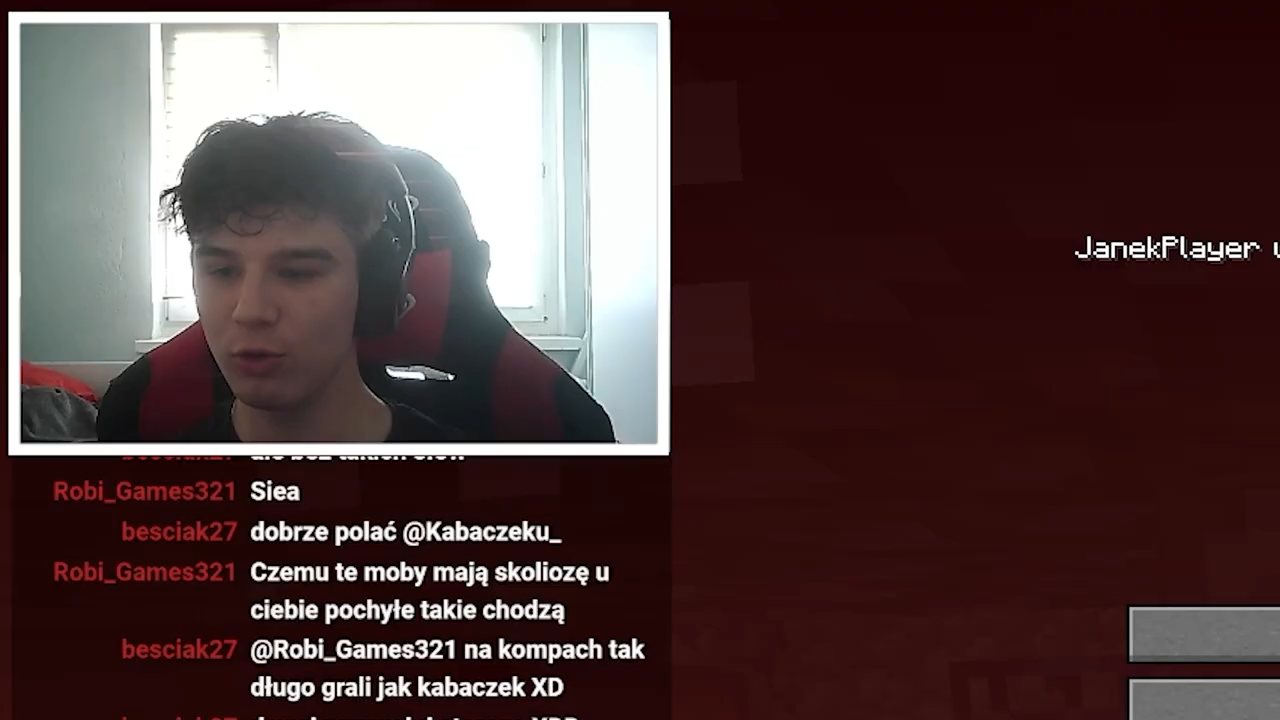 JanekPlayer
Robi_Games321 Siea
besciak27 dobrze polać @Kabaczeku_
Robi_Games321 Czemu te moby mają skoliozę u
ciebie pochyłe takie chodzą
besciak27 @Robi_Games321 na kompach tak
długo grali jak kabaczek XD